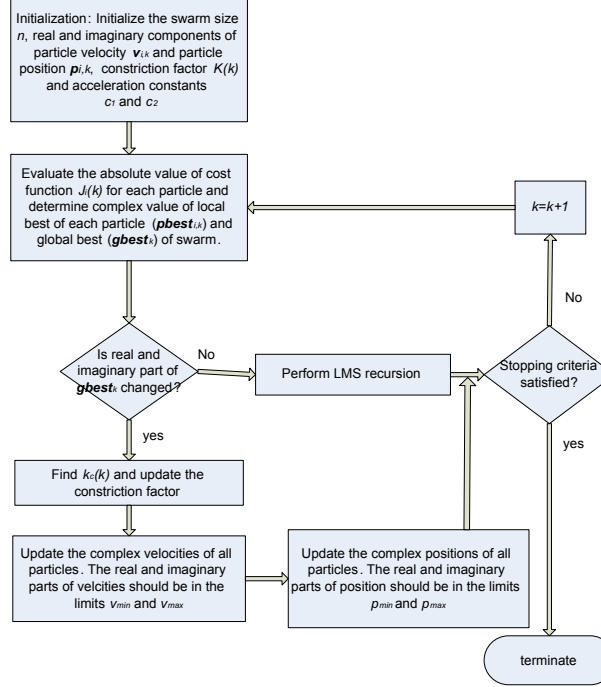 Initialization: Initialize the swarm size
n, real and imaginary components of
particle velocity vi,k and particle
position pi,k, constriction factor K(k)
and acceleration constants
c1 and c2
Evaluate the absolute value of cost
function Ji(k) for each particle and
determine complex value of local
best of each particle (pbesti,k) and
global best (gbestk) of swarm.
k=k+1
No
Is real and
imaginary part of
gbestk changed?
No
Perform LMS recursion
Stopping criteria
satisfied?
yes
yes
Find kc(k) and update the
constriction factor
Update the complex velocities of all
particles. The real and imaginary
parts of velcities should be in the
limits vmin and vmax
Update the complex positions of all
particles. The real and imaginary
parts of position should be in the limits
pmin and pmax
terminate